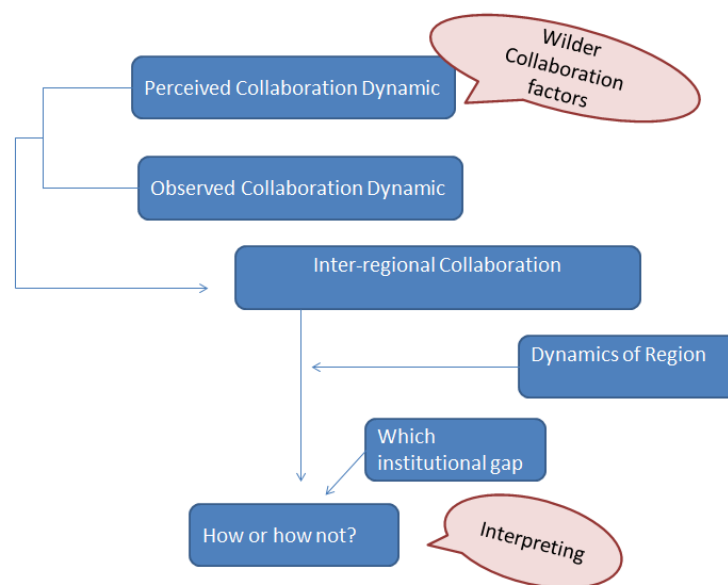 Wilder
Collaboration
factors
Perceived Collaboration Dynamic
Observed Collaboration Dynamic
Inter-regional Collaboration
Dynamics of Region
Which
institutional gap
How or how not?
Interpreting